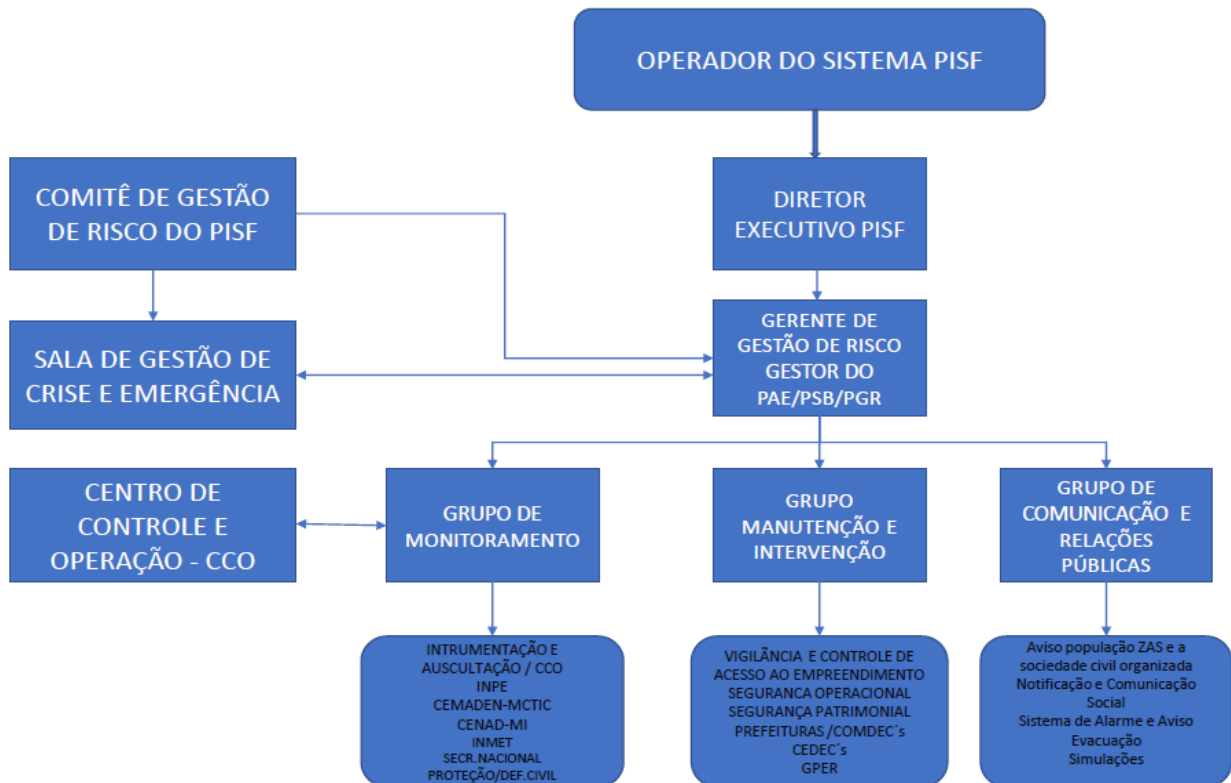 OPERADOR DO SISTEMA PISF
COMITÊ DE GESTÃO
DE RISCO DO PISF
DIRETOR
EXECUTIVO PISF
SALA DE GESTÃO DE
CRISE E EMERGÊNCIA
GERENTE DE
GESTÃO DE RISCO
GESTOR DO
PAE/PSB/PGR
CENTRO DE
CONTROLE E
OPERAÇÃO - CCO
GRUPO DE
MONITORAMENTO
GRUPO
MANUTENÇÃO E
INTERVENÇÃO
GRUPO DE
COMUNICAÇÃO E
RELAÇÕES
PÚBLICAS
INTRUMENTAÇÃO E
AUSCULTAÇÃO / CCO
INPE
CEMADEN-MCTIC
CENAD-MI
INMET
SECR.NACIONAL
PROTEÇÃO/DEF.CIVIL
VIGILÂNCIA E CONTROLE DE
ACESSO AO EMPREENDIMENTO
SEGURANCA OPERACIONAL
SEGURANÇA PATRIMONIAL
PREFEITURAS /COMDEC´s
CEDEC´s
GPER
Aviso população ZAS e a
sociedade civil organizada
Notificação e Comunicação
Social
Sistema de Alarme e Aviso
Evacuação
Simulações